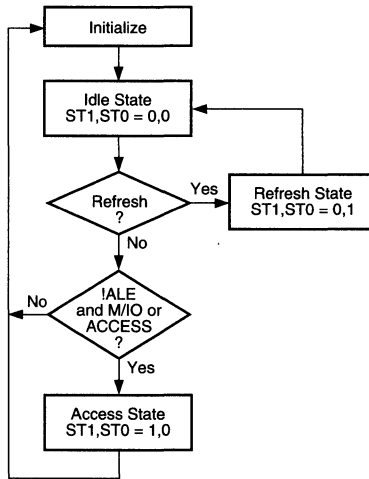 Initialize
Idle State
ST1,ST0 = 0,0
Refresh
?
Yes
Refresh State
ST1,ST0 = 0,1
No
!ALE
and M/IO or
ACCESS
?
No
Yes
Access State
ST1,ST0 = 1,0